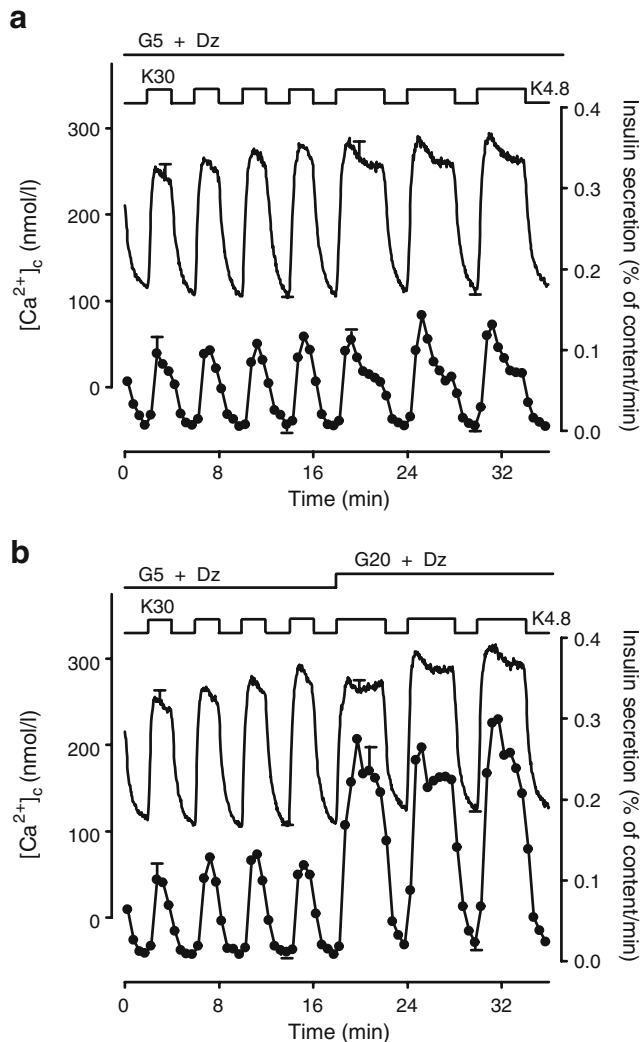 a
G5 + Dz
K30
K4.8
300
200
100
0
[Ca²⁺]c (nmol/l)
0.4
0.3
0.2
0.1
0.0
Insulin secretion (% of content/min)
0 8 16 24 32
Time (min)
b
G20 + Dz
G5 + Dz
K30
K4.8
300
200
100
0
[Ca²⁺]c (nmol/l)
0.4
0.3
0.2
0.1
0.0
Insulin secretion (% of content/min)
0 8 16 24 32
Time (min)